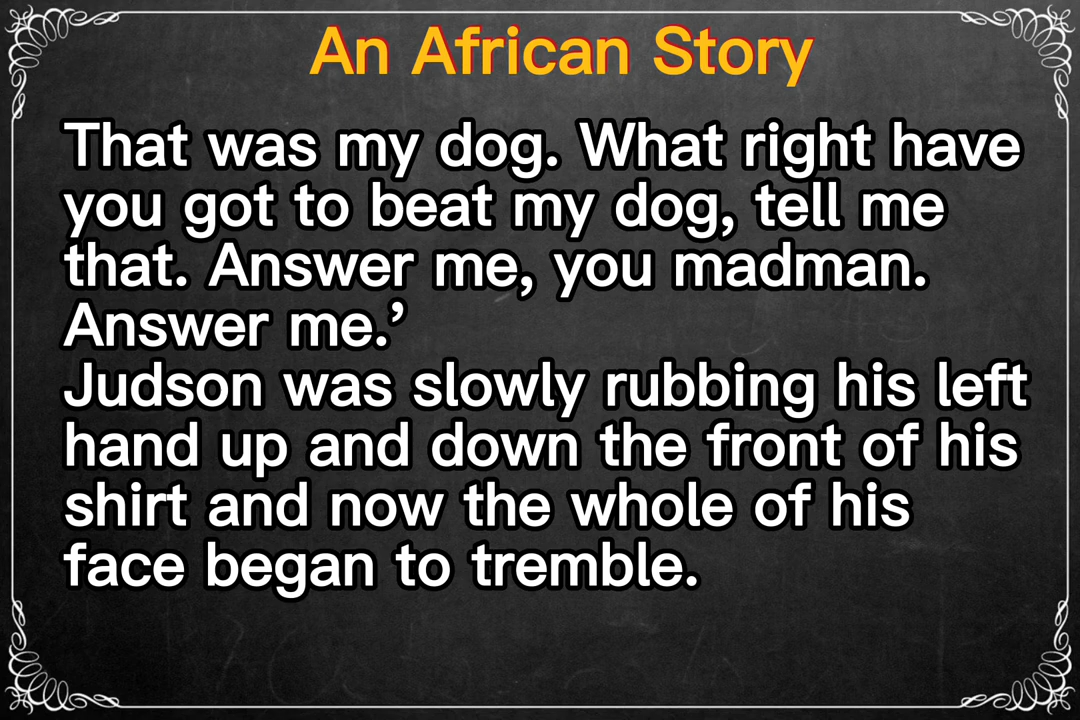 An African Story
That was my dog. What right have
you got to beat my dog, tell me
that. Answer me, you madman.
Answer me.’
Judson was slowly rubbing his left
hand up and down the front of his
shirt and now the whole of his
face began to tremble.